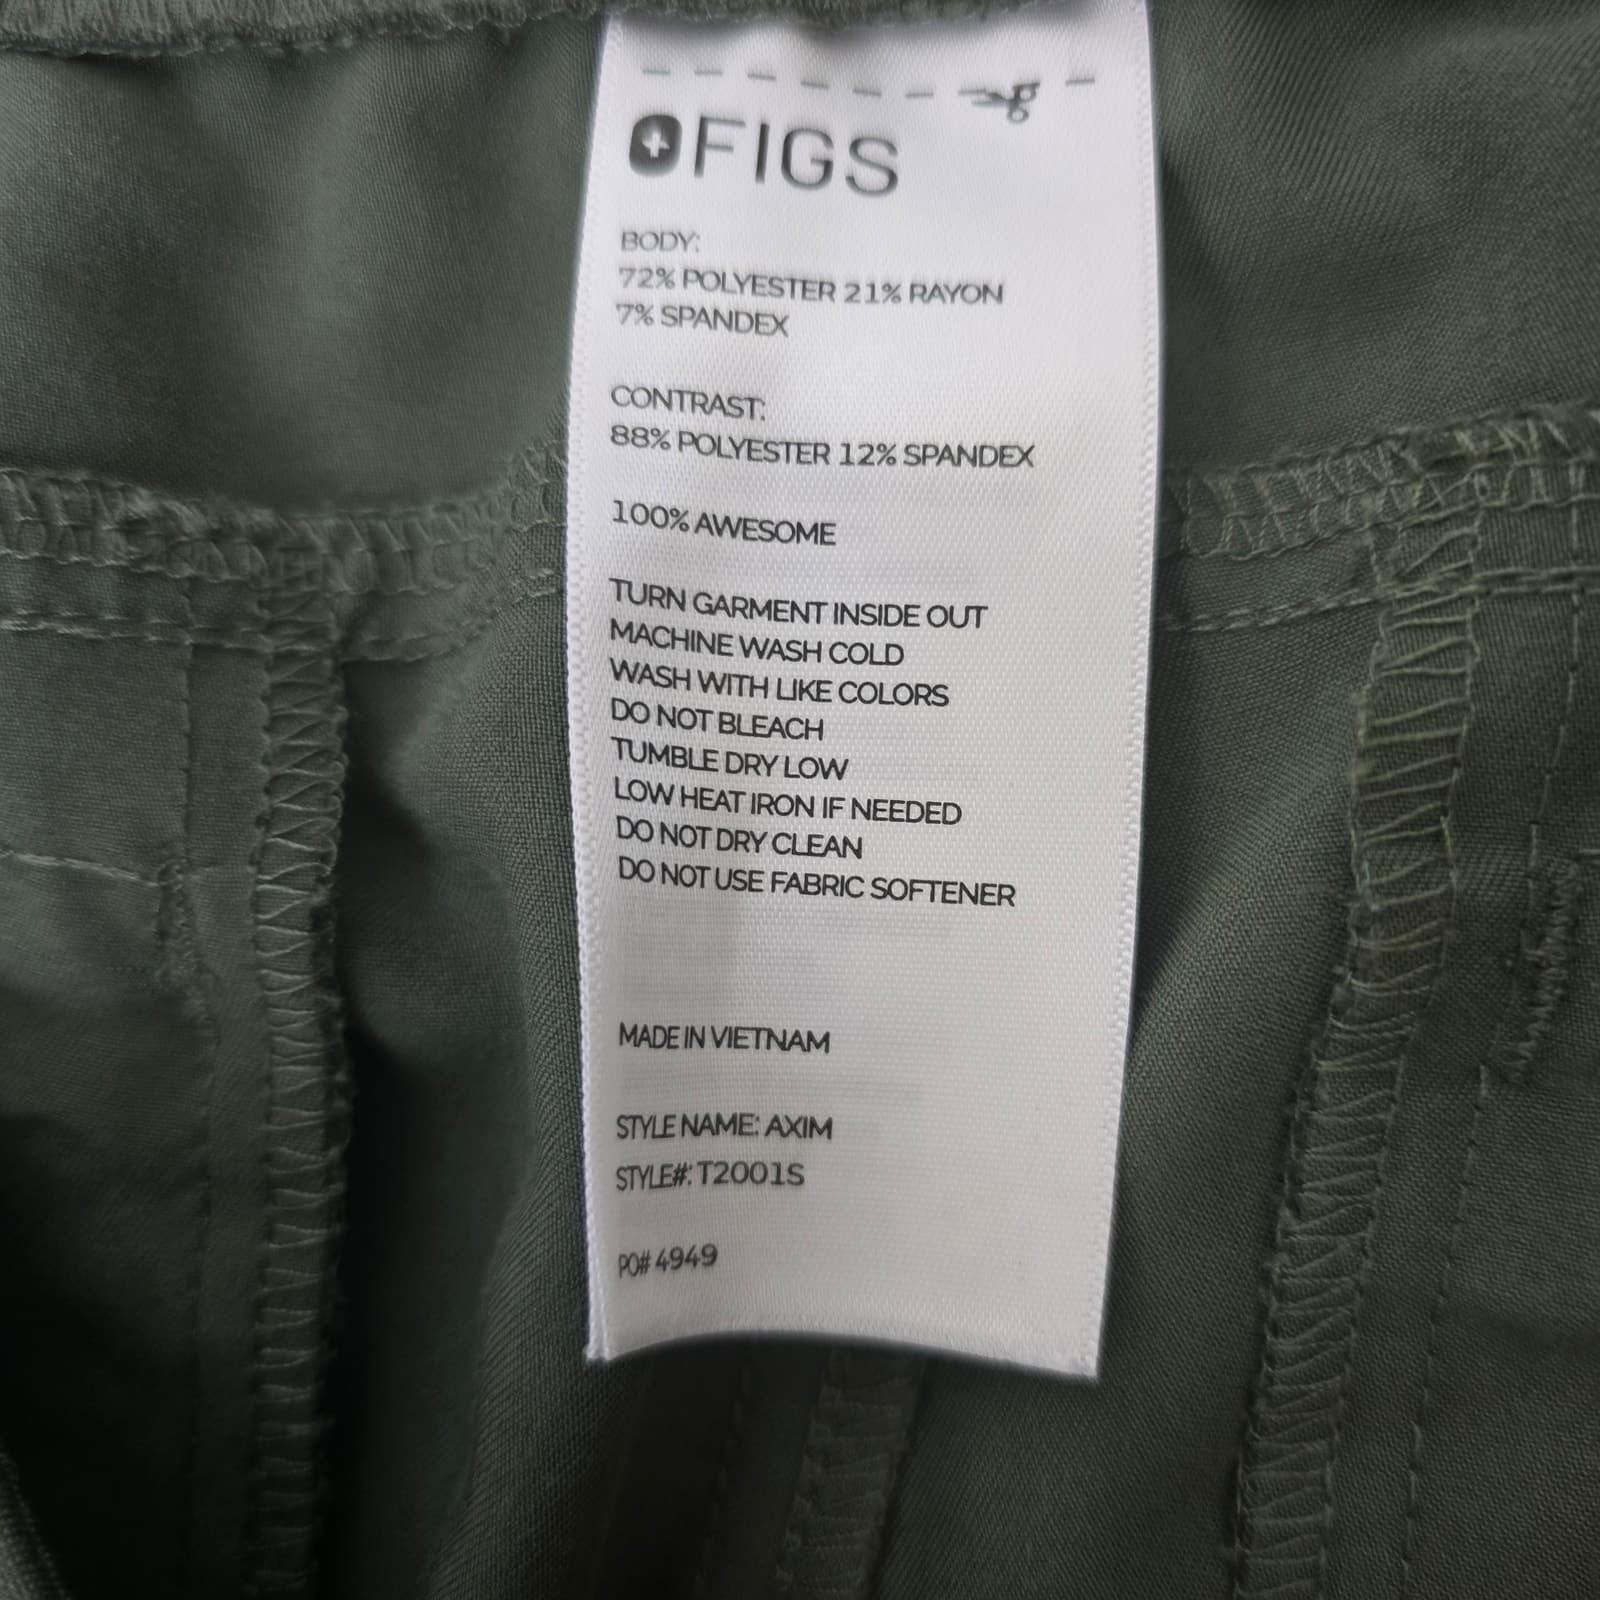 FIGS
BODY:
72% POLYESTER 21% RAYON
7% SPANDEX
CONTRAST:
88% POLYESTER 12% SPANDEX
100% AWESOME
TURN GARMENT INSIDE OUT
MACHINE WASH COLD
WASH WITH LIKE COLORS
DO NOT BLEACH
TUMBLE DRY LOW
LOW HEAT IRON IF NEEDED
DO NOT DRY CLEAN
DO NOT USE FABRIC SOFTENER
MADE IN VIETNAM
STYLE NAME: AXIM
STYLE#: T2001S
PO# 4949